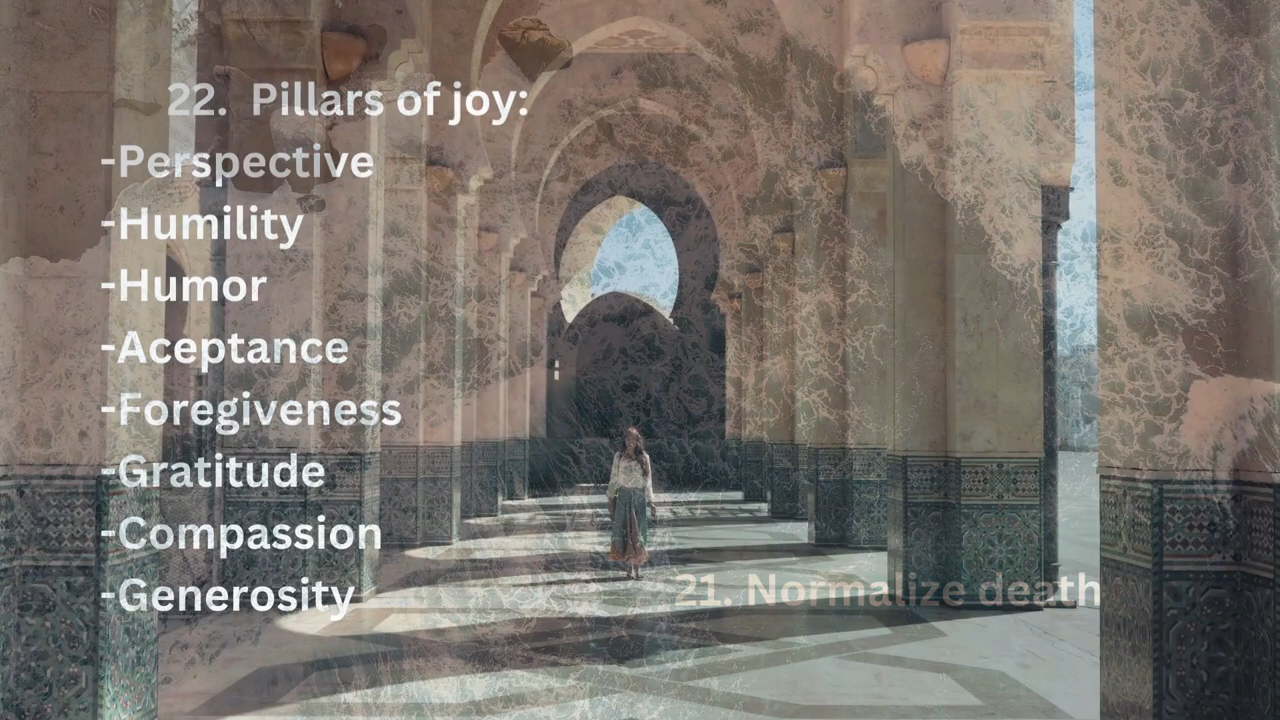 22. Pillars of joy:
-Perspective
-Humility
-Humor
-Aceptance
-Foregiveness
-Gratitude
-Compassion
-Generosity
21. Normalize death